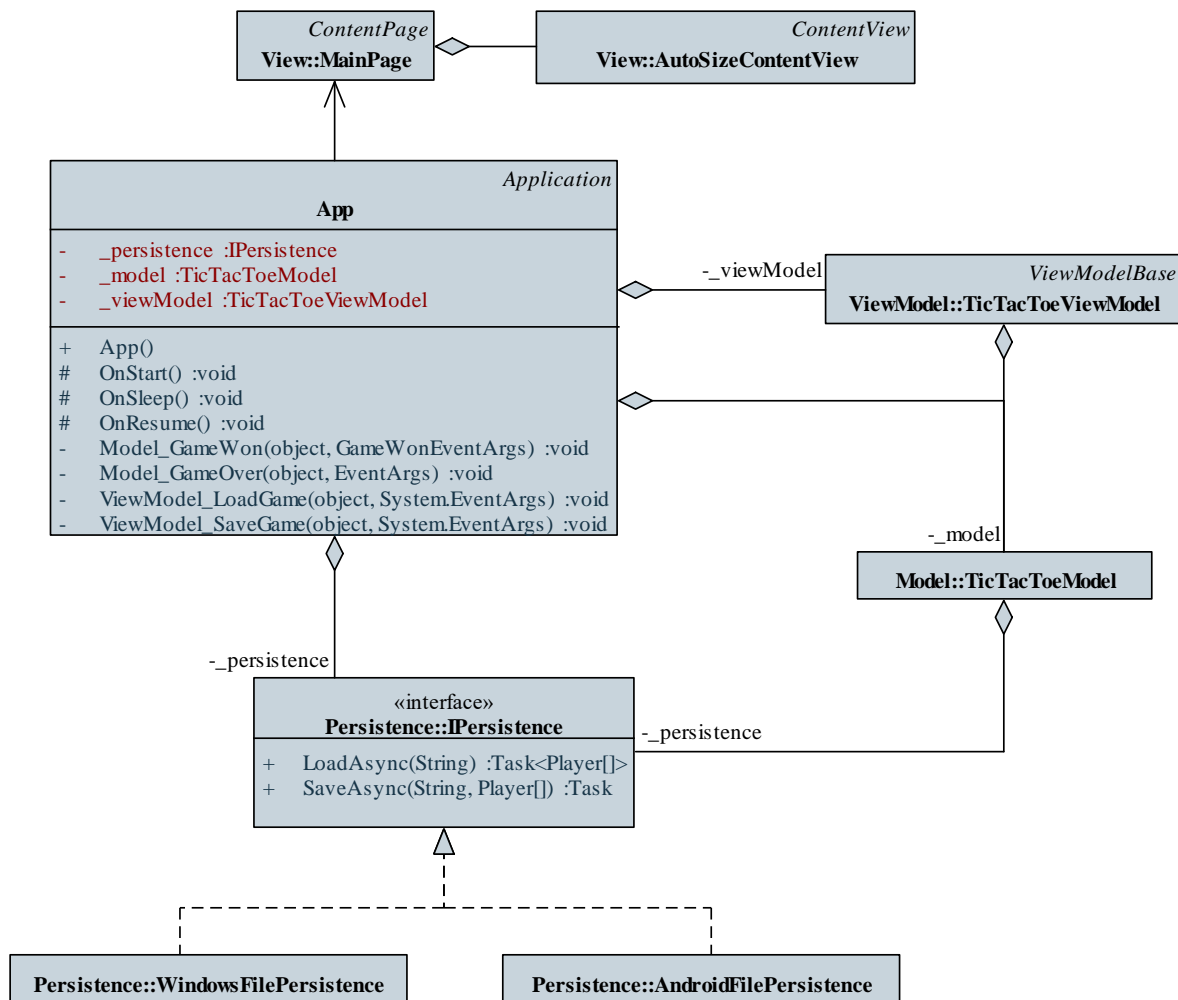 ContentPage
View::MainPage
ContentView
View::AutoSizeContentView
Application
App
- _persistence :IPersistence
- _model :TicTacToeModel
- _viewModel :TicTacToeViewModel
+ App()
# OnStart() :void
# OnSleep() :void
# OnResume() :void
- Model_GameWon(object, GameWonEventArgs) :void
- Model_GameOver(object, EventArgs) :void
- ViewModel_LoadGame(object, System.EventArgs) :void
- ViewModel_SaveGame(object, System.EventArgs) :void
-_viewModel
ViewModelBase
ViewModel::TicTacToeViewModel
-_model
Model::TicTacToeModel
-_persistence
«interface»
Persistence::IPersistence
+ LoadAsync(String) :Task<Player[]>
+ SaveAsync(String, Player[]) :Task
-_persistence
Persistence::WindowsFilePersistence
Persistence::AndroidFilePersistence